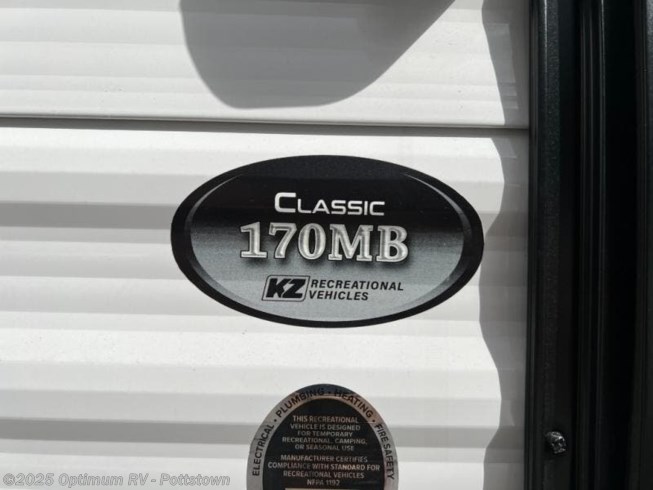 CLASSIC
170MB
KZ RECREATIONAL
VEHICLES
ELECTRICAL - PLUMBING - HEATING - FIRE SAFETY
THIS RECREATIONAL
VEHICLE IS DESIGNED
FOR TEMPORARY
RECREATIONAL, CAMPING,
OR SEASONAL USE
MANUFACTURER CERTIFIES
COMPLIANCE WITH STANDARD FOR
RECREATIONAL VEHICLES
NFPA 1192
©2025 Optimum RV - Pottstown